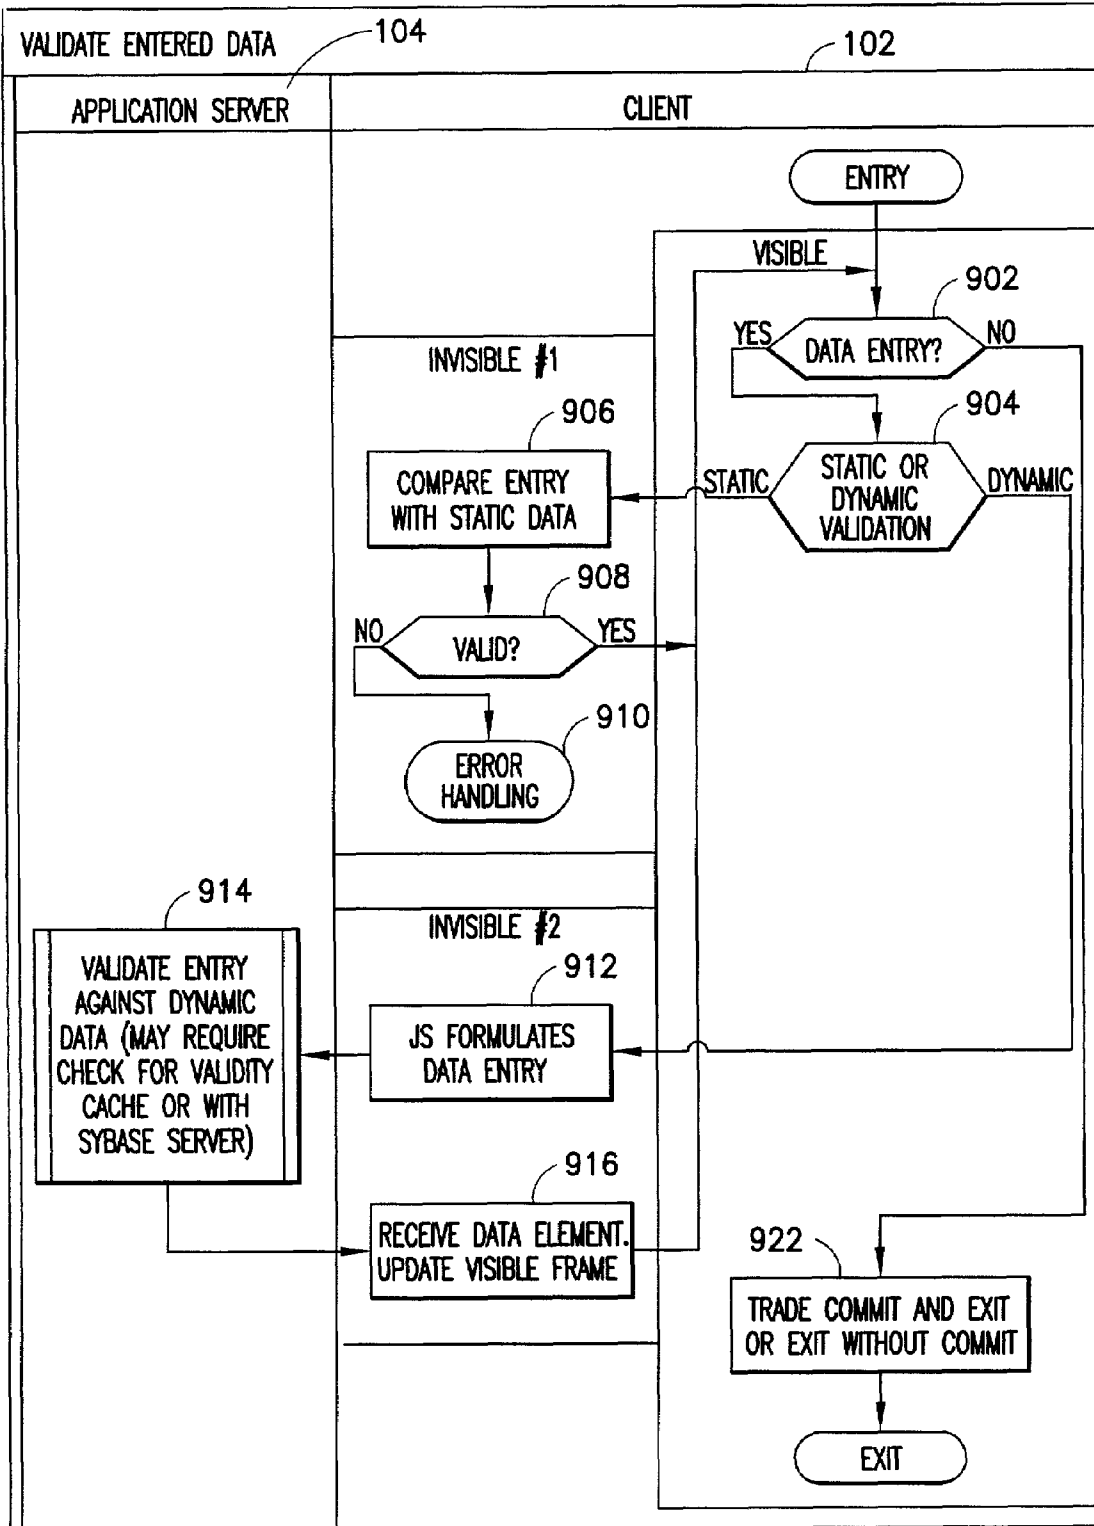 VALIDATE ENTERED DATA
104
102
APPLICATION SERVER
CLIENT
ENTRY
VISIBLE
902
YES
DATA ENTRY?
NO
INVISIBLE #1
906
904
COMPARE ENTRY
WITH STATIC DATA
STATIC
STATIC OR
DYNAMIC
VALIDATION
DYNAMIC
908
NO
VALID?
YES
910
ERROR
HANDLING
914
INVISIBLE #2
VALIDATE ENTRY
AGAINST DYNAMIC
DATA (MAY REQUIRE
CHECK FOR VALIDITY
CACHE OR WITH
SYBASE SERVER)
912
JS FORMULATES
DATA ENTRY
916
RECEIVE DATA ELEMENT.
UPDATE VISIBLE FRAME
922
TRADE COMMIT AND EXIT
OR EXIT WITHOUT COMMIT
EXIT